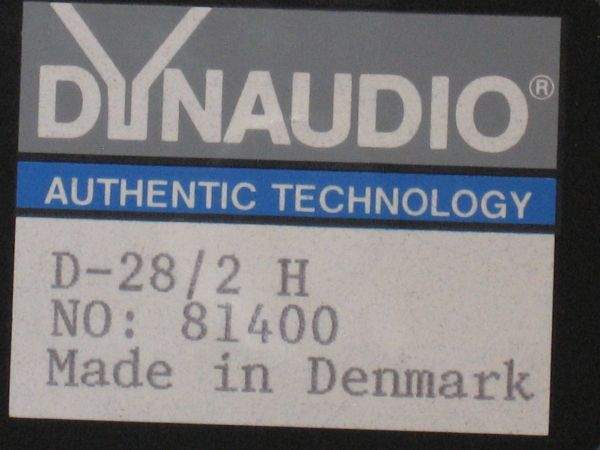 DYNAUDIO®
AUTHENTIC TECHNOLOGY
D-28/2 H
NO: 81400
Made in Denmark